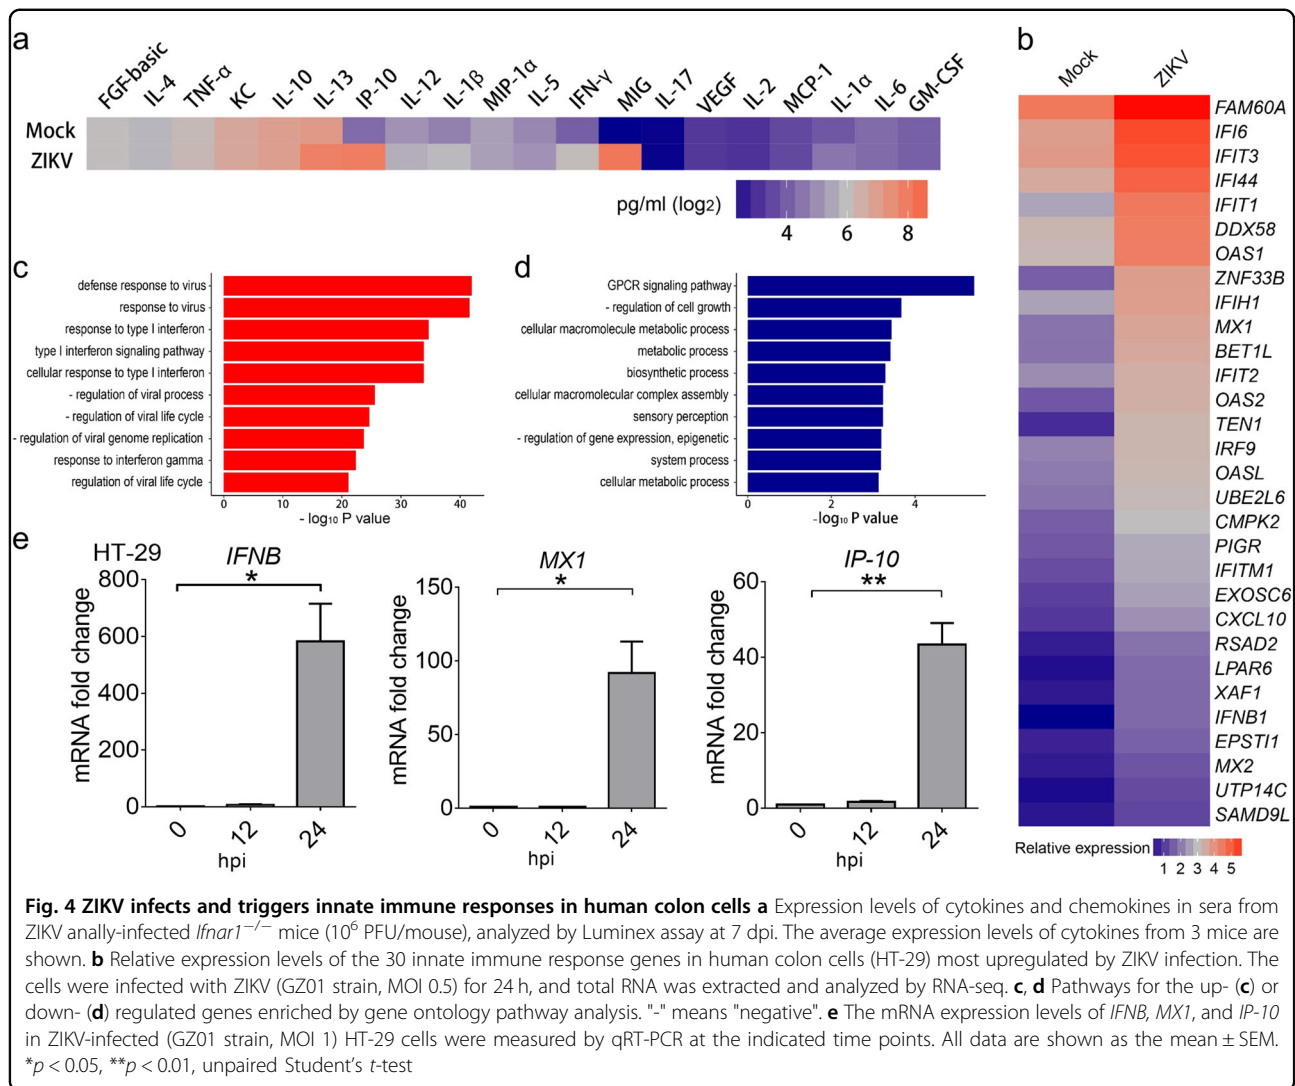 a
FGF-basic
IL-4
TNF-α
KC
IL-10
IL-13
IP-10
IL-12
IL-1β
MIP-1α
IL-5
IFN-γ
MIG
IL-17
VEGF
IL-2
MCP-1
IL-1α
IL-6
GM-CSF
Mock
ZIKV
pg/ml (log2)
4 6 8
b
Mock
ZIKV
FAM60A
IFI6
IFIT3
IFI44
IFIT1
DDX58
OAS1
ZNF33B
IFIH1
MX1
BET1L
IFIT2
OAS2
TEN1
IRF9
OASL
UBE2L6
CMPK2
PIGR
IFITM1
EXOSC6
CXCL10
RSAD2
LPAR6
XAF1
IFNB1
EPSTI1
MX2
UTP14C
SAMD9L
Relative expression
1 2 3 4 5
c
defense response to virus
response to virus
response to type I interferon
type I interferon signaling pathway
cellular response to type I interferon
- regulation of viral process
- regulation of viral life cycle
- regulation of viral genome replication
response to interferon gamma
regulation of viral life cycle
0 10 20 30 40
- log₁₀ P value
d
GPCR signaling pathway
- regulation of cell growth
cellular macromolecule metabolic process
metabolic process
biosynthetic process
cellular macromolecular complex assembly
sensory perception
- regulation of gene expression, epigenetic
system process
cellular metabolic process
0 2 4
-log₁₀ P value
e
HT-29
IFNB
*
mRNA fold change
800
600
400
200
0
0 12 24
hpi
MX1
*
mRNA fold change
150
100
50
0
0 12 24
hpi
IP-10
**
mRNA fold change
60
40
20
0
0 12 24
hpi
Fig. 4 ZIKV infects and triggers innate immune responses in human colon cells a Expression levels of cytokines and chemokines in sera from
ZIKV anally-infected Ifnar1⁻/⁻ mice (10⁶ PFU/mouse), analyzed by Luminex assay at 7 dpi. The average expression levels of cytokines from 3 mice are
shown. b Relative expression levels of the 30 innate immune response genes in human colon cells (HT-29) most upregulated by ZIKV infection. The
cells were infected with ZIKV (GZ01 strain, MOI 0.5) for 24 h, and total RNA was extracted and analyzed by RNA-seq. c, d Pathways for the up- (c) or
down- (d) regulated genes enriched by gene ontology pathway analysis. "-" means "negative". e The mRNA expression levels of IFNB, MX1, and IP-10
in ZIKV-infected (GZ01 strain, MOI 1) HT-29 cells were measured by qRT-PCR at the indicated time points. All data are shown as the mean ± SEM.
*p < 0.05, **p < 0.01, unpaired Student's t-test